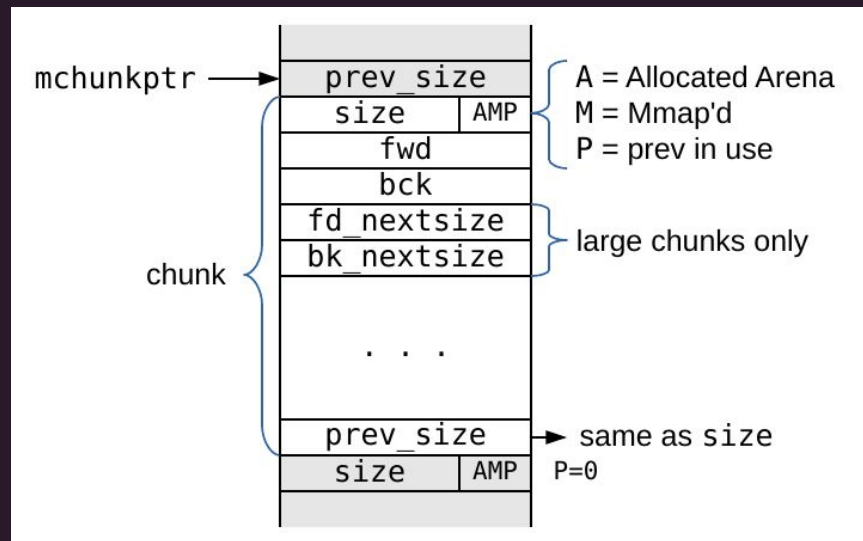 mchunkptr
prev_size
size AMP
fwd
bck
fd_nextsize
bk_nextsize
. . .
prev_size
size AMP
chunk
A = Allocated Arena
M = Mmap'd
P = prev in use
large chunks only
same as size
P=0